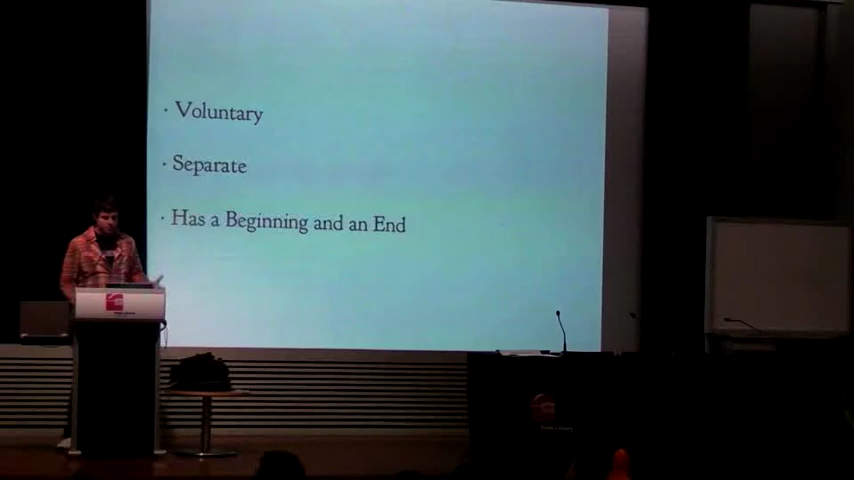 · Voluntary
· Separate
· Has a Beginning and an End